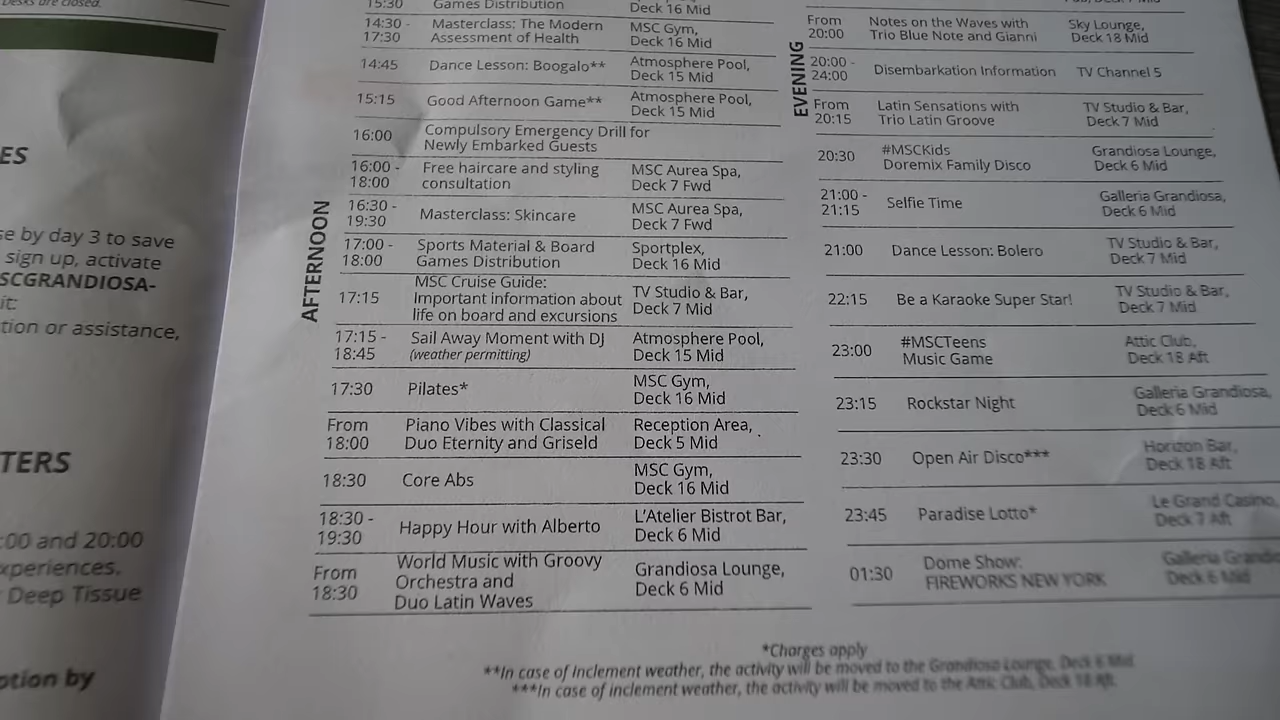 Desks are closed.
ES
se by day 3 to save
sign up, activate
SCGRANDIOSA-
it:
tion or assistance,
TERS
:00 and 20:00
xperiences.
Deep Tissue
ption by
15:30 Games Distribution Deck 16 Mid
14:30 - Masterclass: The Modern MSC Gym,
17:30 Assessment of Health Deck 16 Mid
14:45 Dance Lesson: Boogalo** Atmosphere Pool,
Deck 15 Mid
15:15 Good Afternoon Game** Atmosphere Pool,
Deck 15 Mid
16:00 Compulsory Emergency Drill for
Newly Embarked Guests
AFTERNOON
16:00 - Free haircare and styling MSC Aurea Spa,
18:00 consultation Deck 7 Fwd
16:30 - Masterclass: Skincare MSC Aurea Spa,
19:30 Deck 7 Fwd
17:00 - Sports Material & Board Sportplex,
18:00 Games Distribution Deck 16 Mid
MSC Cruise Guide:
17:15 Important information about TV Studio & Bar,
life on board and excursions Deck 7 Mid
17:15 - Sail Away Moment with DJ Atmosphere Pool,
18:45 (weather permitting) Deck 15 Mid
17:30 Pilates* MSC Gym,
Deck 16 Mid
From Piano Vibes with Classical Reception Area,
18:00 Duo Eternity and Griseld Deck 5 Mid
18:30 Core Abs MSC Gym,
Deck 16 Mid
18:30 - Happy Hour with Alberto L'Atelier Bistrot Bar,
19:30 Deck 6 Mid
From World Music with Groovy Grandiosa Lounge,
18:30 Orchestra and Deck 6 Mid
Duo Latin Waves
EVENING
From Notes on the Waves with Sky Lounge,
20:00 Trio Blue Note and Gianni Deck 18 Mid
20:00 - Disembarkation Information TV Channel 5
24:00
From Latin Sensations with TV Studio & Bar,
20:15 Trio Latin Groove Deck 7 Mid
20:30 #MSCKids Grandiosa Lounge,
Doremix Family Disco Deck 6 Mid
21:00 - Selfie Time Galleria Grandiosa,
21:15 Deck 6 Mid
21:00 Dance Lesson: Bolero TV Studio & Bar,
Deck 7 Mid
22:15 Be a Karaoke Super Star! TV Studio & Bar,
Deck 7 Mid
23:00 #MSCTeens Attic Club,
Music Game Deck 18 Aft
23:15 Rockstar Night Galleria Grandiosa,
Deck 6 Mid
23:30 Open Air Disco*** Horizon Bar,
Deck 18 Aft
23:45 Paradise Lotto* Le Grand Casino,
Deck 7 Aft
01:30 Dome Show: Galleria
FIREWORKS NEW YORK Deck 6 Mid
*Charges apply
**In case of inclement weather, the activity will be moved to the Grandiosa Lounge, Deck 6 Mid
***In case of inclement weather, the activity will be moved to the Attic Club, Deck 18 Aft.